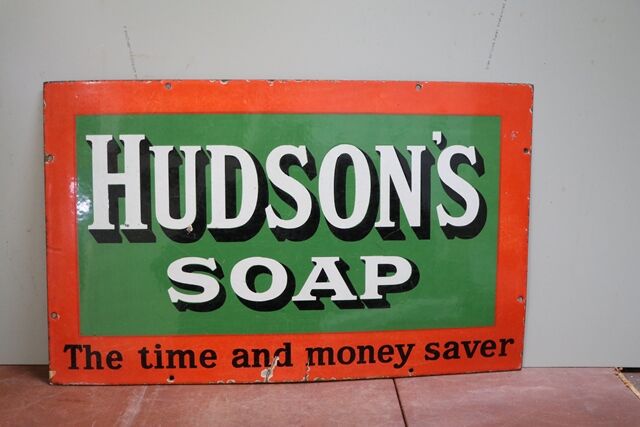 HUDSON'S
SOAP
The time and money saver